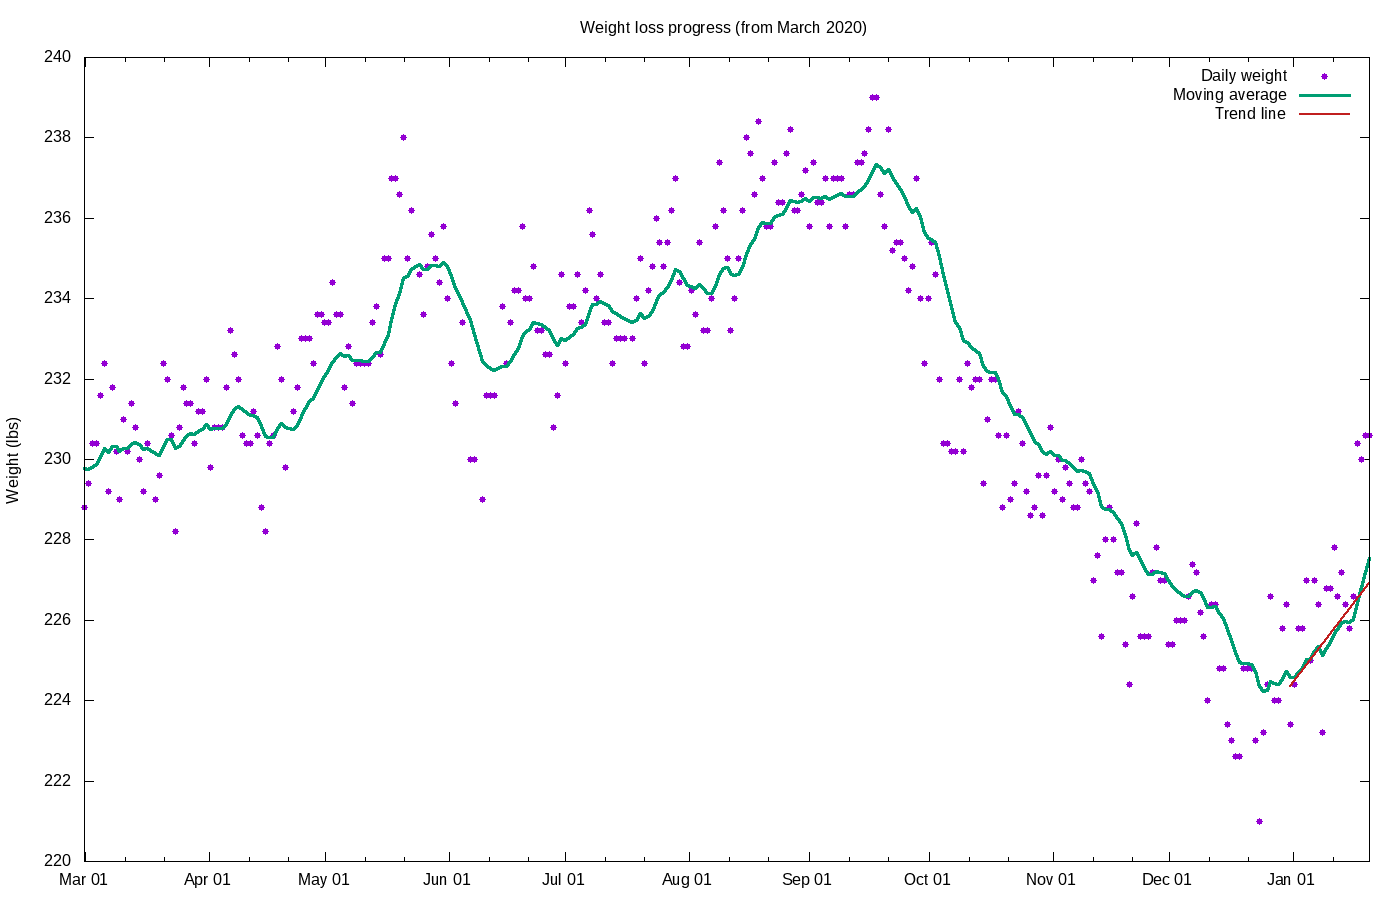 Weight loss progress (from March 2020)
Daily weight
Moving average
Trend line
240
238
236
234
232
230
228
226
224
222
220
Weight (lbs)
Mar 01 Apr 01 May 01 Jun 01 Jul 01 Aug 01 Sep 01 Oct 01 Nov 01 Dec 01 Jan 01